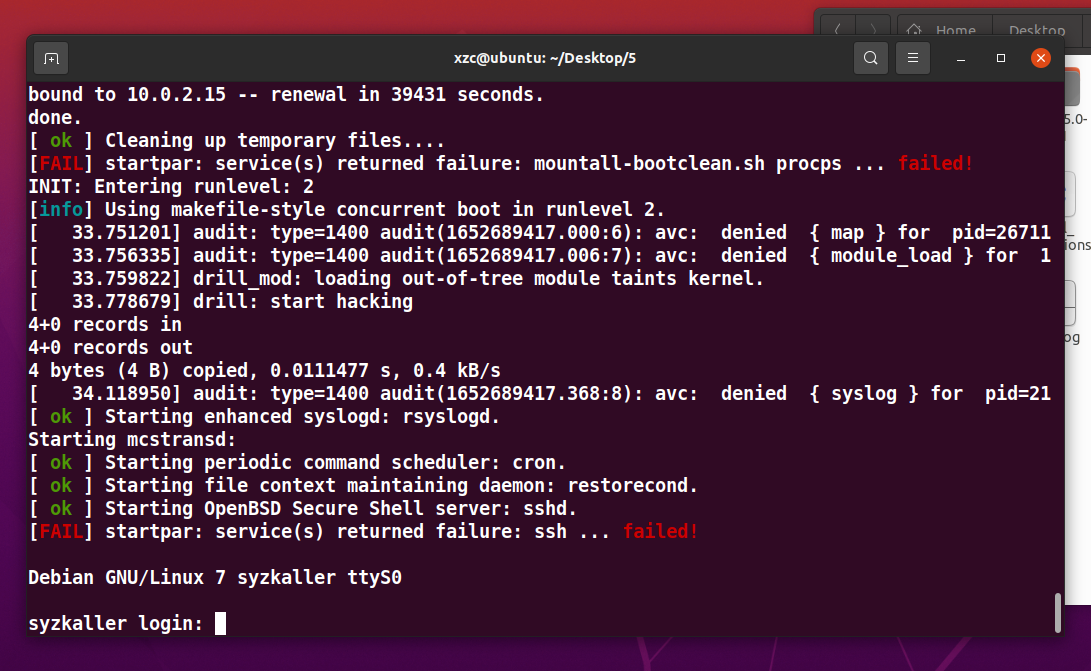 Home Desktop
xzc@ubuntu: ~/Desktop/5
bound to 10.0.2.15 -- renewal in 39431 seconds.
done.
[ ok ] Cleaning up temporary files....
[FAIL] startpar: service(s) returned failure: mountall-bootclean.sh procps ... failed!
INIT: Entering runlevel: 2
[info] Using makefile-style concurrent boot in runlevel 2.
[   33.751201] audit: type=1400 audit(1652689417.000:6): avc:  denied  { map } for  pid=26711
[   33.756335] audit: type=1400 audit(1652689417.006:7): avc:  denied  { module_load } for  1
[   33.759822] drill_mod: loading out-of-tree module taints kernel.
[   33.778679] drill: start hacking
4+0 records in
4+0 records out
4 bytes (4 B) copied, 0.0111477 s, 0.4 kB/s
[   34.118950] audit: type=1400 audit(1652689417.368:8): avc:  denied  { syslog } for  pid=21
[ ok ] Starting enhanced syslogd: rsyslogd.
Starting mcstransd:
[ ok ] Starting periodic command scheduler: cron.
[ ok ] Starting file context maintaining daemon: restorecond.
[ ok ] Starting OpenBSD Secure Shell server: sshd.
[FAIL] startpar: service(s) returned failure: ssh ... failed!
Debian GNU/Linux 7 syzkaller ttyS0
syzkaller login:
5.0-
ions
og